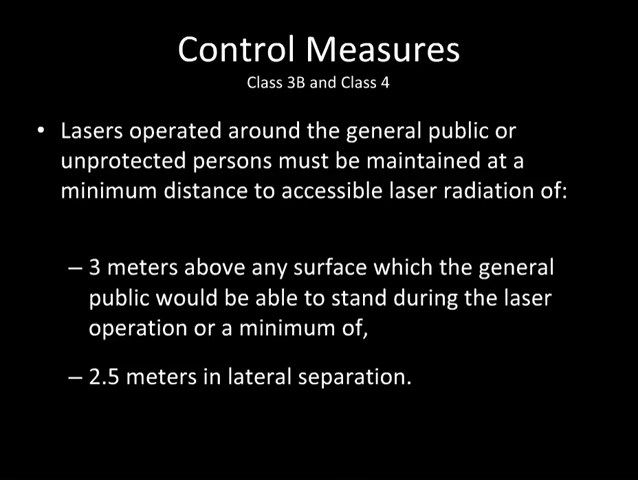 Control Measures
Class 3B and Class 4
• Lasers operated around the general public or
unprotected persons must be maintained at a
minimum distance to accessible laser radiation of:
– 3 meters above any surface which the general
public would be able to stand during the laser
operation or a minimum of,
– 2.5 meters in lateral separation.